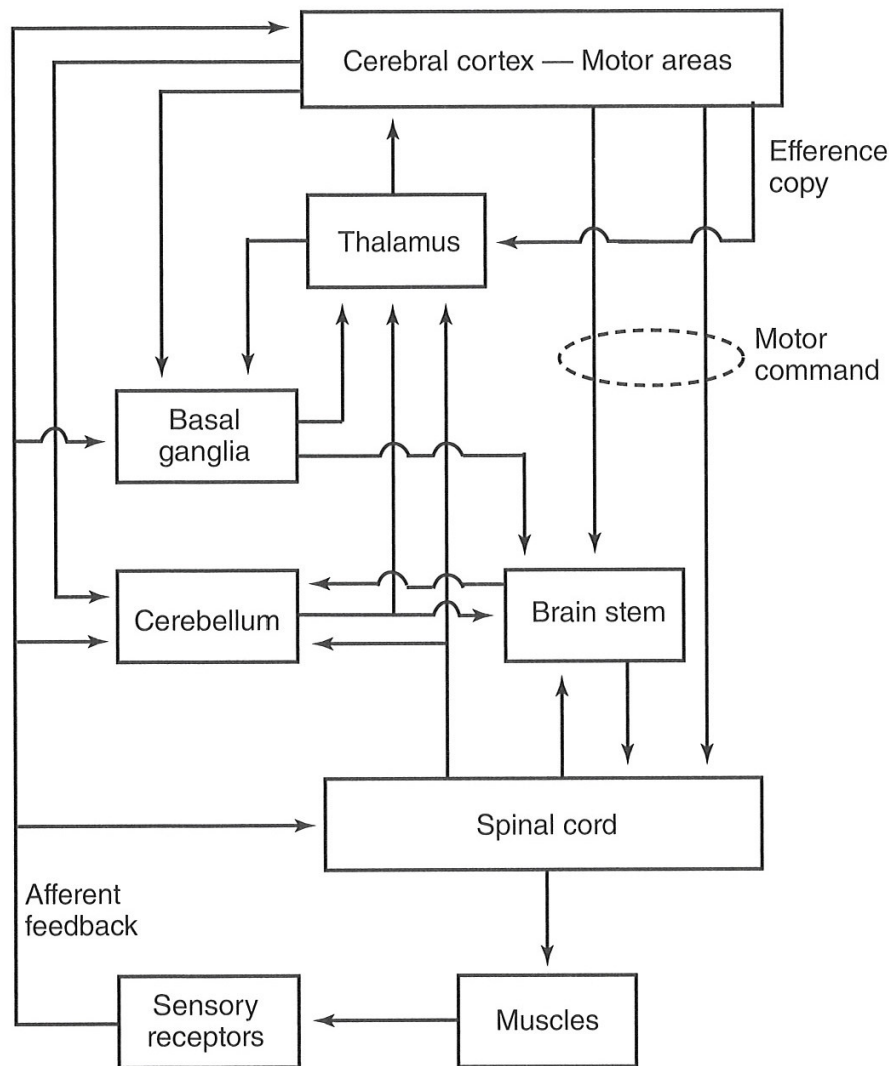 Cerebral cortex — Motor areas
Efference
copy
Thalamus
Motor
command
Basal
ganglia
Cerebellum
Brain stem
Spinal cord
Afferent
feedback
Sensory
receptors
Muscles